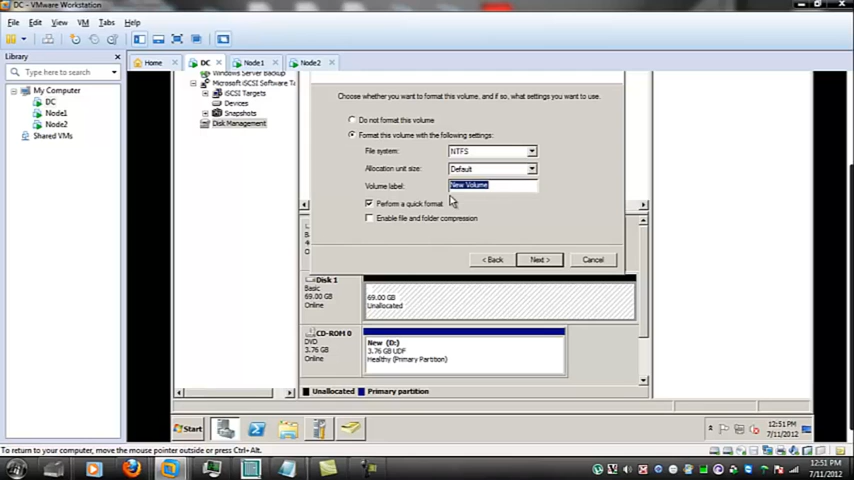 DC - VMware Workstation
File Edit View VM Tabs Help
Library
Type here to search
My Computer
DC
Node1
Node2
Shared VMs
Home DC Node1 Node2
Windows Server Backup
Microsoft iSCSI Software Ta
iSCSI Targets
Devices
Snapshots
Disk Management
Choose whether you want to format this volume, and if so, what settings you want to use.
Do not format this volume
Format this volume with the following settings:
File system: NTFS
Allocation unit size: Default
Volume label: New Volume
Perform a quick format
Enable file and folder compression
< Back Next > Cancel
Disk 1
Basic
69.00 GB
Online
69.00 GB
Unallocated
CD-ROM 0
DVD
3.76 GB
Online
New (D:)
3.76 GB UDF
Healthy (Primary Partition)
Unallocated Primary partition
Start
12:51 PM
7/11/2012
To return to your computer, move the mouse pointer outside or press Ctrl+Alt.
12:51 PM
7/11/2012